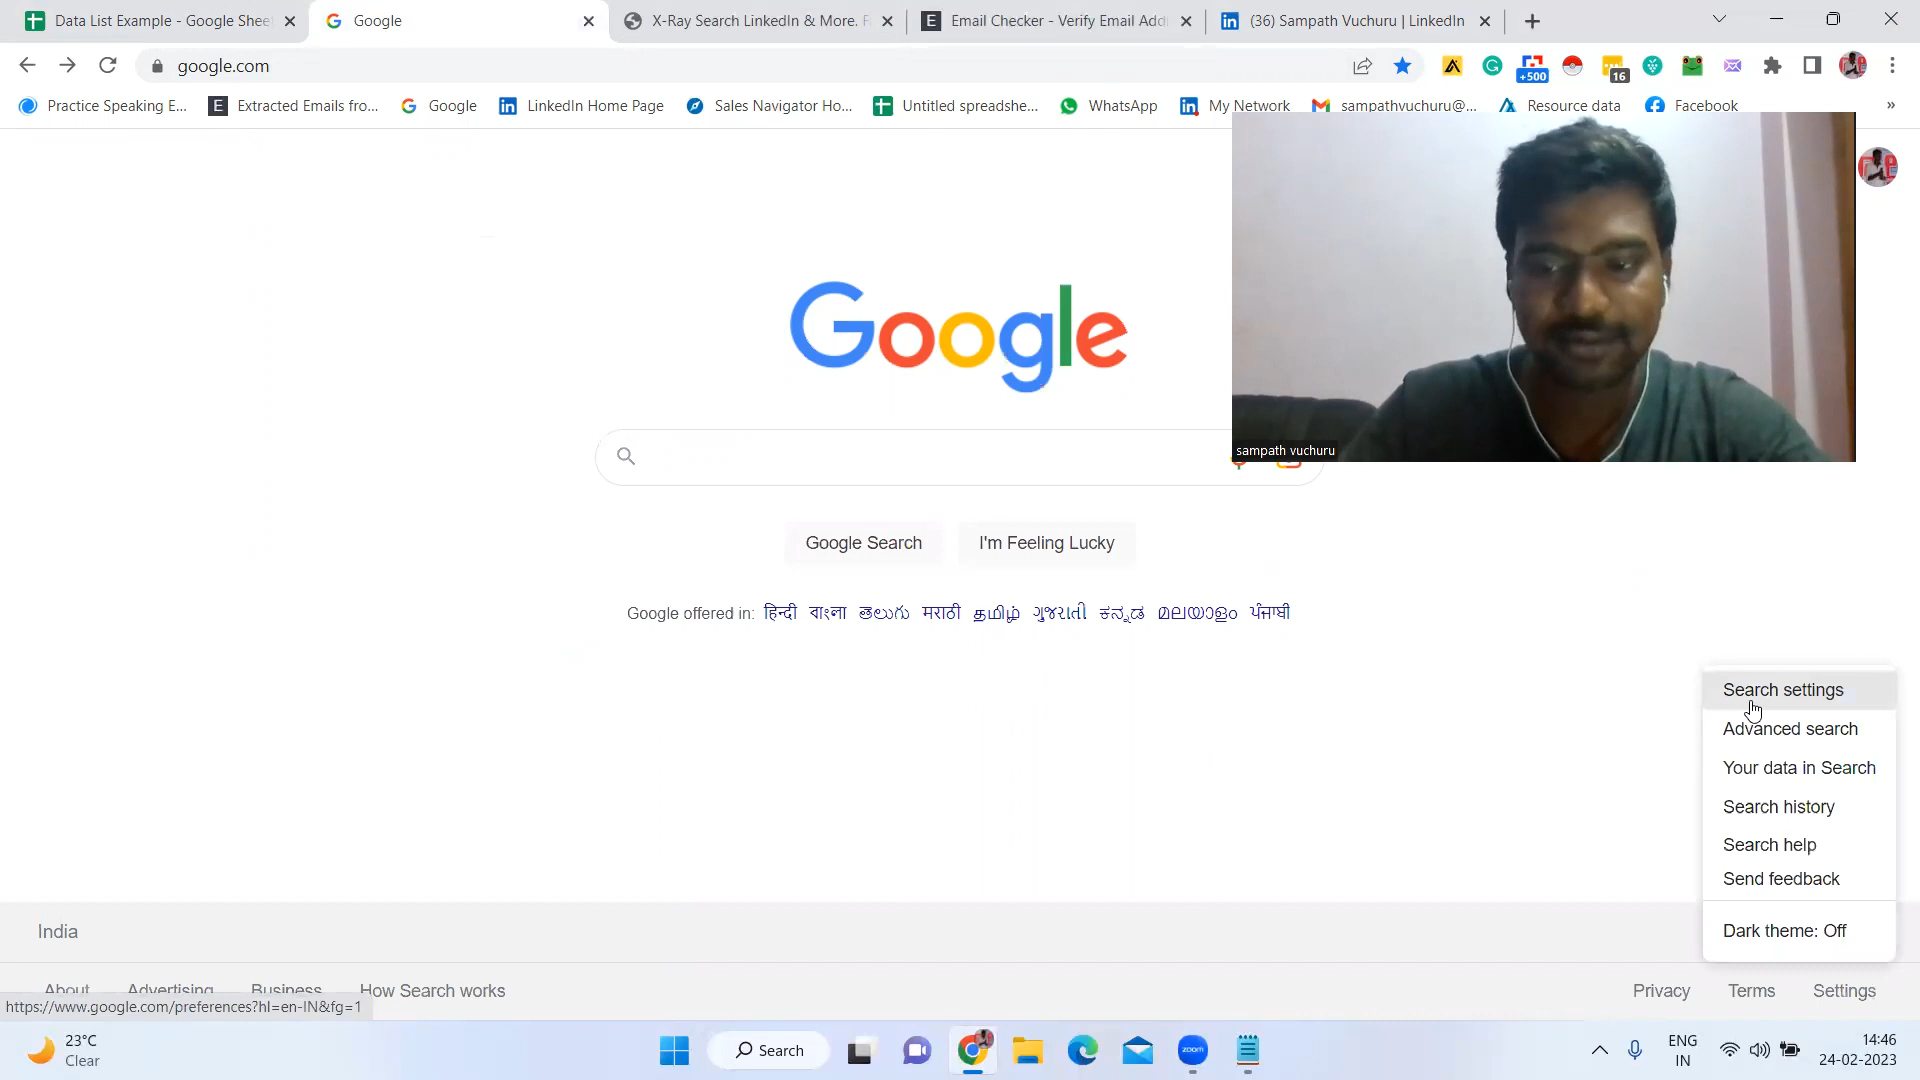 Data List Example - Google Shee
Google
X-Ray Search LinkedIn & More.
Email Checker - Verify Email Add
(36) Sampath Vuchuru | LinkedIn
google.com
+500
16
Practice Speaking E...
Extracted Emails fro...
Google
LinkedIn Home Page
Sales Navigator Ho...
Untitled spreadshe...
WhatsApp
My Network
sampathvuchuru@...
Resource data
Facebook
»
sampath vuchuru
Google
Google Search
I'm Feeling Lucky
Google offered in: हिन्दी বাংলা తెలుగు मराठी தமிழ் ગુજરાતી ಕನ್ನಡ മലയാളം ਪੰਜਾਬੀ
Search settings
Advanced search
Your data in Search
Search history
Search help
Send feedback
Dark theme: Off
India
About Advertising Business How Search works
Privacy Terms Settings
https://www.google.com/preferences?hl=en-IN&fg=1
23°C
Clear
Search
zoom
ENG
IN
14:46
24-02-2023